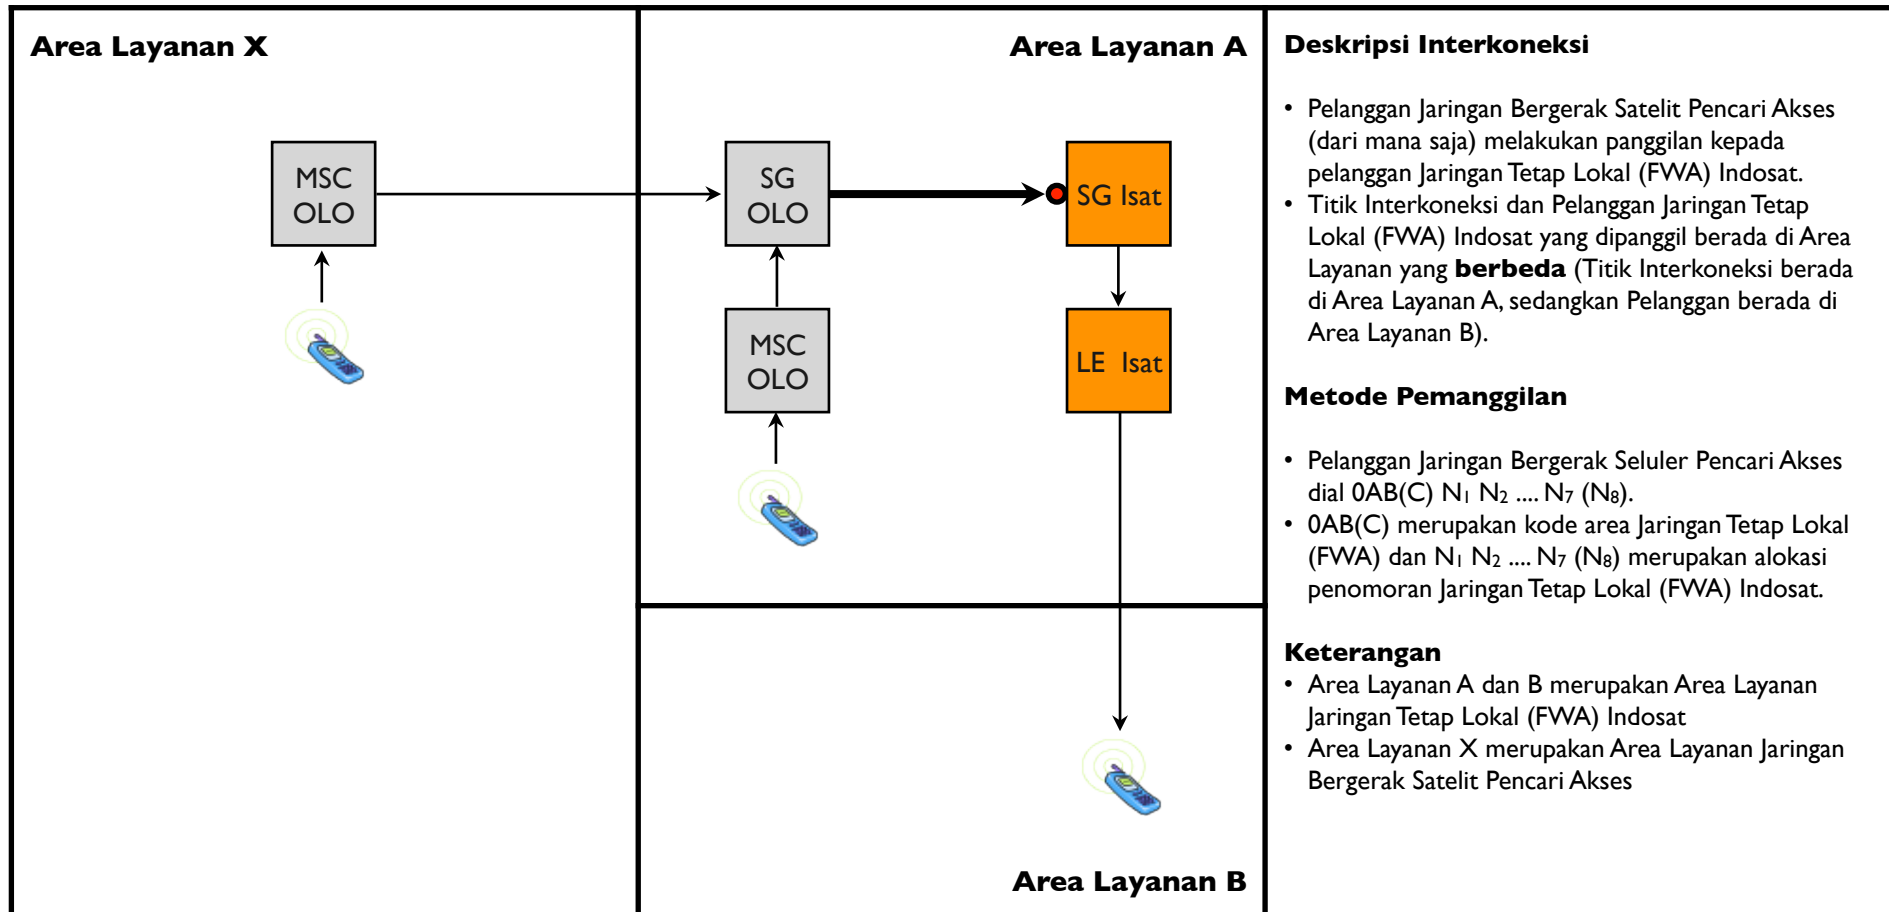 Area Layanan X
Area Layanan A
MSC
OLO
SG
OLO
SG Isat
MSC
OLO
LE Isat
Area Layanan B
Deskripsi Interkoneksi
• Pelanggan Jaringan Bergerak Satelit Pencari Akses
(dari mana saja) melakukan panggilan kepada
pelanggan Jaringan Tetap Lokal (FWA) Indosat.
• Titik Interkoneksi dan Pelanggan Jaringan Tetap
Lokal (FWA) Indosat yang dipanggil berada di Area
Layanan yang berbeda (Titik Interkoneksi berada
di Area Layanan A, sedangkan Pelanggan berada di
Area Layanan B).
Metode Pemanggilan
• Pelanggan Jaringan Bergerak Seluler Pencari Akses
dial 0AB(C) N₁ N₂ .... N₇ (N₈).
• 0AB(C) merupakan kode area Jaringan Tetap Lokal
(FWA) dan N₁ N₂ .... N₇ (N₈) merupakan alokasi
penomoran Jaringan Tetap Lokal (FWA) Indosat.
Keterangan
• Area Layanan A dan B merupakan Area Layanan
Jaringan Tetap Lokal (FWA) Indosat
• Area Layanan X merupakan Area Layanan Jaringan
Bergerak Satelit Pencari Akses